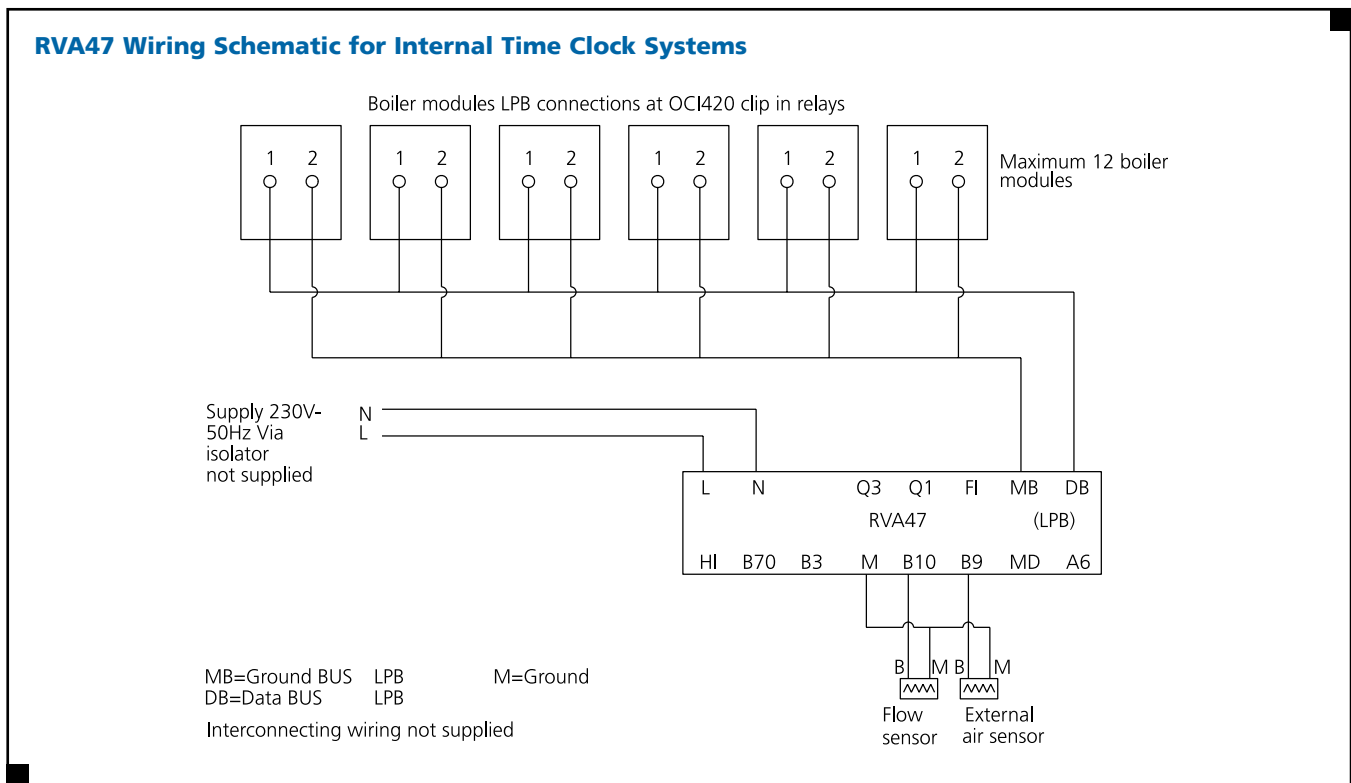 RVA47 Wiring Schematic for Internal Time Clock Systems
Boiler modules LPB connections at OCI420 clip in relays
1 2 1 2 1 2 1 2 1 2 1 2
Maximum 12 boiler
modules
Supply 230V-
50Hz Via
isolator
not supplied
N
L
L N Q3 Q1 FI MB DB
RVA47 (LPB)
HI B70 B3 M B10 B9 MD A6
B M B M
Flow
sensor
External
air sensor
MB=Ground BUS LPB M=Ground
DB=Data BUS LPB
Interconnecting wiring not supplied